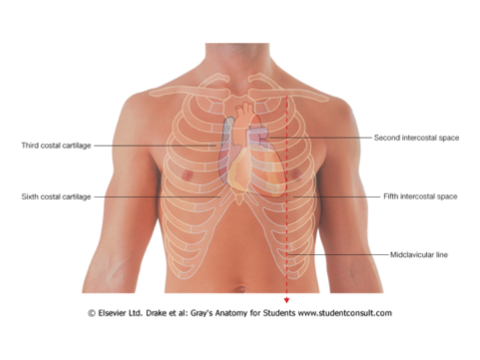 Second intercostal space
Third costal cartilage
Sixth costal cartilage
Fifth intercostal space
Midclavicular line
© Elsevier Ltd. Drake et al: Gray's Anatomy for Students www.studentconsult.com